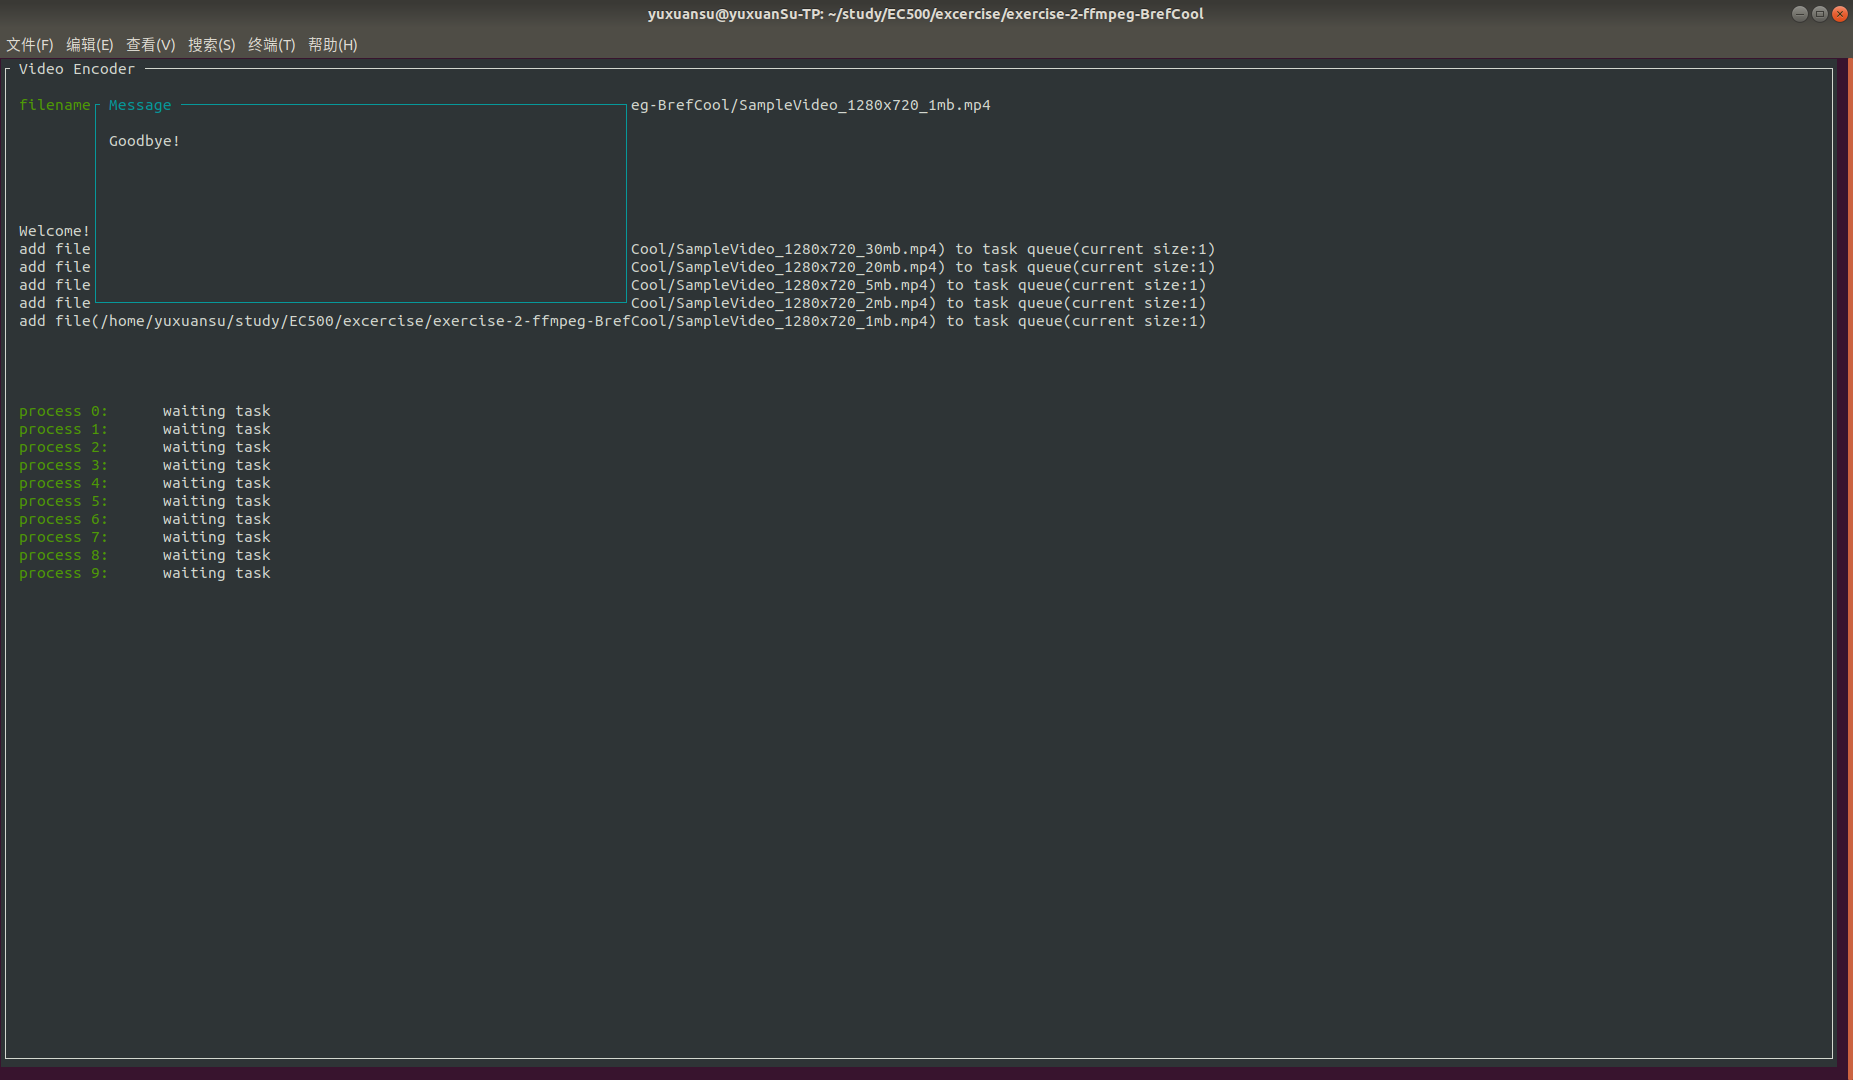 yuxuansu@yuxuanSu-TP: ~/study/EC500/excercise/exercise-2-ffmpeg-BrefCool
文件(F) 编辑(E) 查看(V) 搜索(S) 终端(T) 帮助(H)
Video Encoder
filename Message eg-BrefCool/SampleVideo_1280x720_1mb.mp4
Goodbye!
Welcome!
add file Cool/SampleVideo_1280x720_30mb.mp4) to task queue(current size:1)
add file Cool/SampleVideo_1280x720_20mb.mp4) to task queue(current size:1)
add file Cool/SampleVideo_1280x720_5mb.mp4) to task queue(current size:1)
add file Cool/SampleVideo_1280x720_2mb.mp4) to task queue(current size:1)
add file(/home/yuxuansu/study/EC500/excercise/exercise-2-ffmpeg-BrefCool/SampleVideo_1280x720_1mb.mp4) to task queue(current size:1)
process 0: waiting task
process 1: waiting task
process 2: waiting task
process 3: waiting task
process 4: waiting task
process 5: waiting task
process 6: waiting task
process 7: waiting task
process 8: waiting task
process 9: waiting task